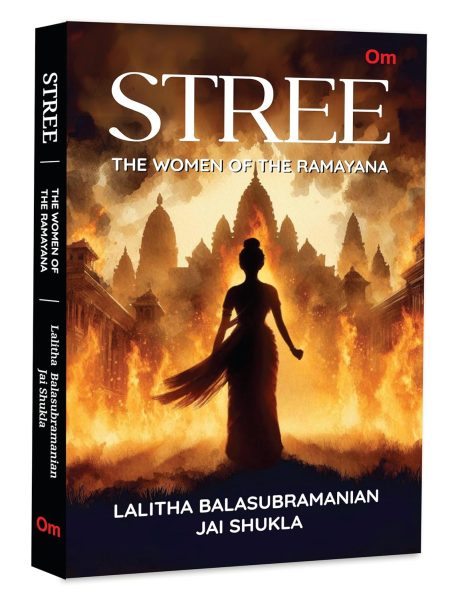 Om
STREE
THE WOMEN OF THE RAMAYANA
LALITHA BALASUBRAMANIAN
JAI SHUKLA
STREE
THE WOMEN OF
THE RAMAYANA
Lalitha Balasubramanian
Jai Shukla
Om